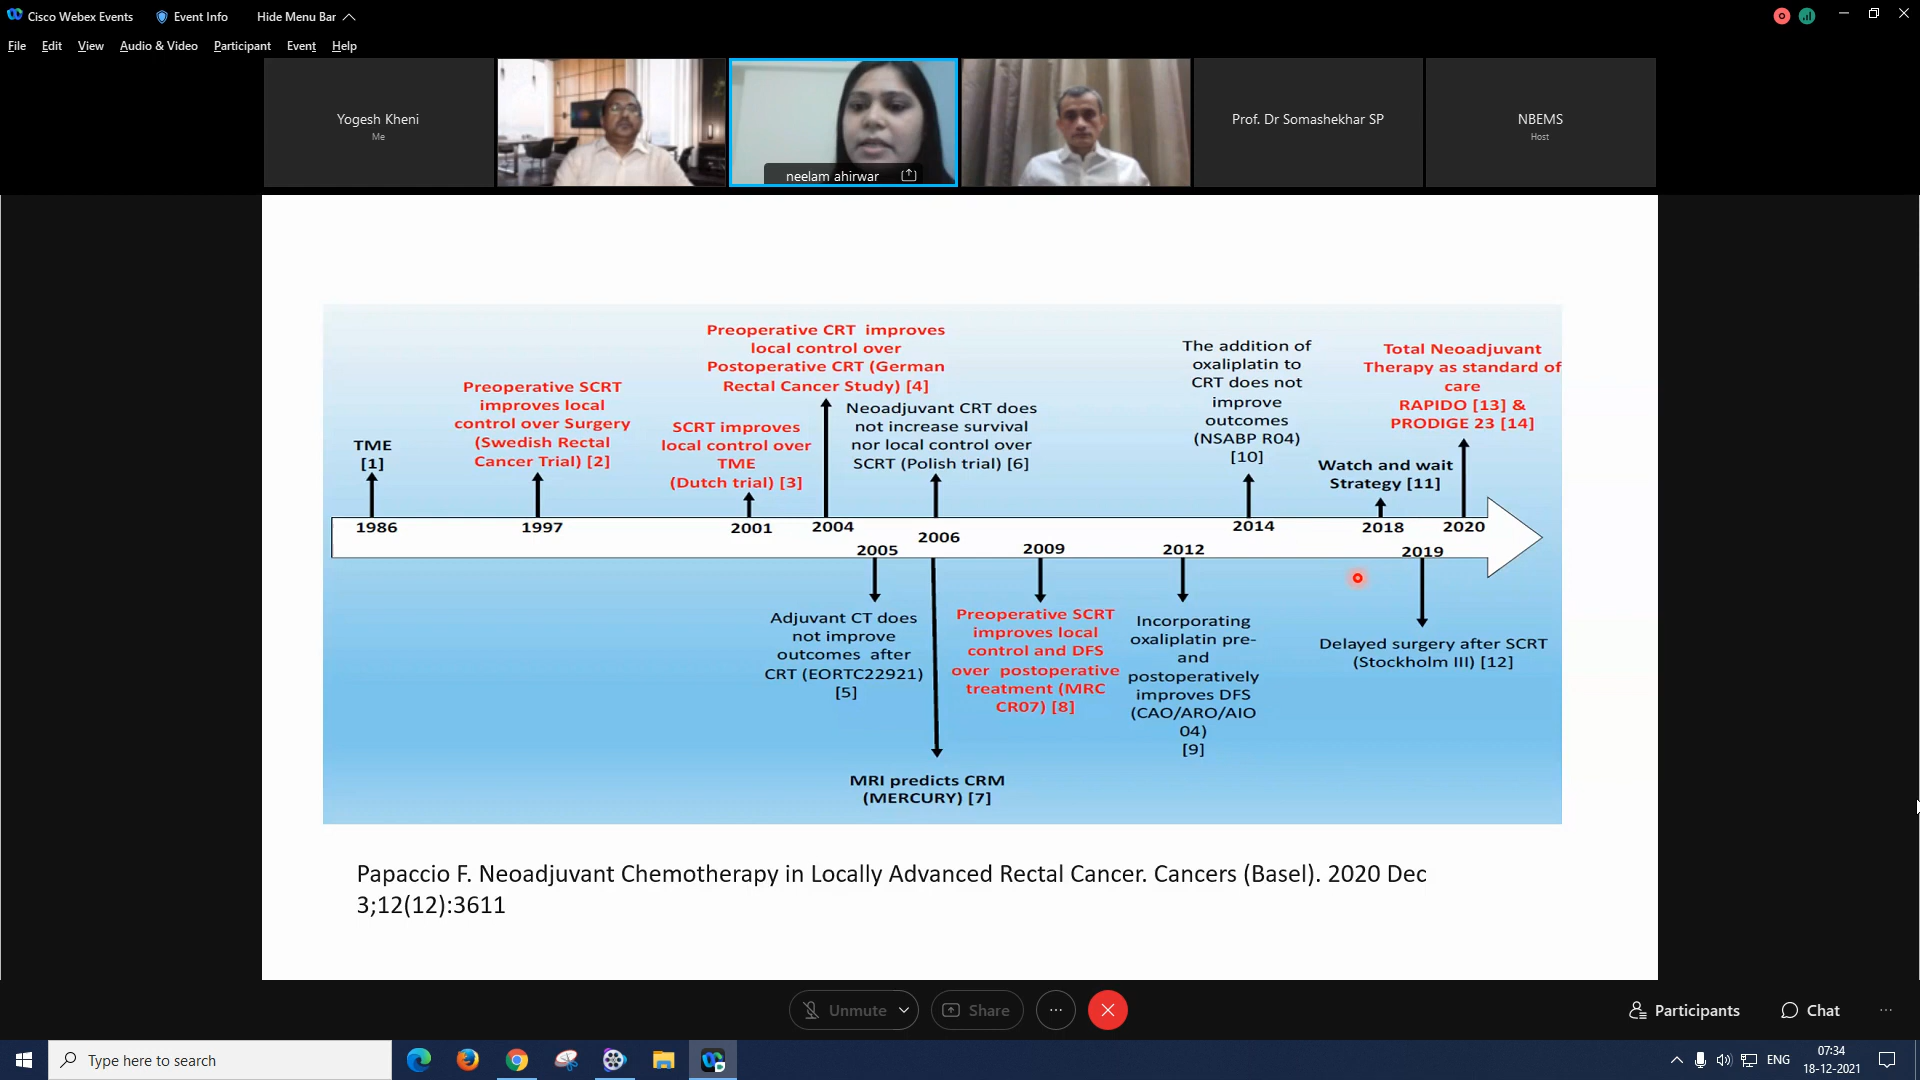 Cisco Webex Events
Event Info
Hide Menu Bar
File Edit View Audio & Video Participant Event Help
Yogesh Kheni
Me
neelam ahirwar
Prof. Dr Somashekhar SP
NBEMS
Host
TME
[1]
Preoperative SCRT
improves local
control over Surgery
(Swedish Rectal
Cancer Trial) [2]
SCRT improves
local control over
TME
(Dutch trial) [3]
Preoperative CRT improves
local control over
Postoperative CRT (German
Rectal Cancer Study) [4]
Neoadjuvant CRT does
not increase survival
nor local control over
SCRT (Polish trial) [6]
The addition of
oxaliplatin to
CRT does not
improve
outcomes
(NSABP R04)
[10]
Watch and wait
Strategy [11]
Total Neoadjuvant
Therapy as standard of
care
RAPIDO [13] &
PRODIGE 23 [14]
1986 1997 2001 2004 2005 2006 2009 2012 2014 2018 2019 2020
Adjuvant CT does
not improve
outcomes after
CRT (EORTC22921)
[5]
MRI predicts CRM
(MERCURY) [7]
Preoperative SCRT
improves local
control and DFS
over postoperative
treatment (MRC
CR07) [8]
Incorporating
oxaliplatin pre-
and
postoperatively
improves DFS
(CAO/ARO/AIO
04)
[9]
Delayed surgery after SCRT
(Stockholm III) [12]
Papaccio F. Neoadjuvant Chemotherapy in Locally Advanced Rectal Cancer. Cancers (Basel). 2020 Dec
3;12(12):3611
Unmute
Share
Participants
Chat
Type here to search
ENG
07:34
18-12-2021